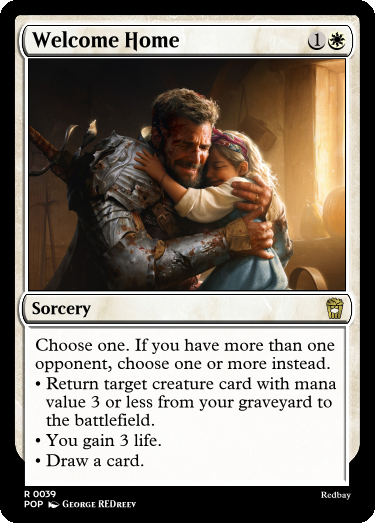 Welcome Home 1
Sorcery
Choose one. If you have more than one
opponent, choose one or more instead.
• Return target creature card with mana
value 3 or less from your graveyard to
the battlefield.
• You gain 3 life.
• Draw a card.
R 0039
Redbay
POP George REDreev